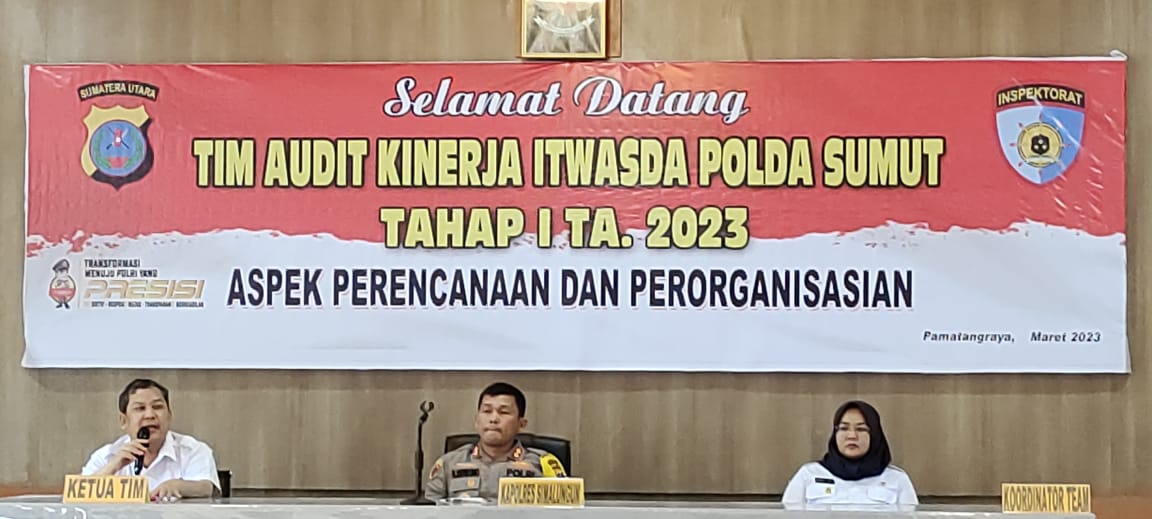 SUMATERA UTARA
INSPEKTORAT
Selamat Datang
TIM AUDIT KINERJA ITWASDA POLDA SUMUT
TAHAP I TA. 2023
TRANSFORMASI
MENUJU POLRI YANG
PRESISI
ASPEK PERENCANAAN DAN PERORGANISASIAN
Pamatangraya, Maret 2023
KETUA TIM
POLRI
KAPOLRES SIMALUNGUN
KOORDINATOR TEAM